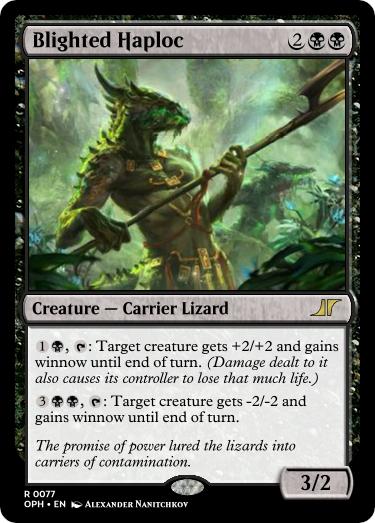 Blighted Haploc 2
Creature — Carrier Lizard
1, : Target creature gets +2/+2 and gains
winnow until end of turn. (Damage dealt to it
also causes its controller to lose that much life.)
3, : Target creature gets -2/-2 and
gains winnow until end of turn.
The promise of power lured the lizards into
carriers of contamination.
3/2
R 0077
OPH • EN Alexander Nanitchkov